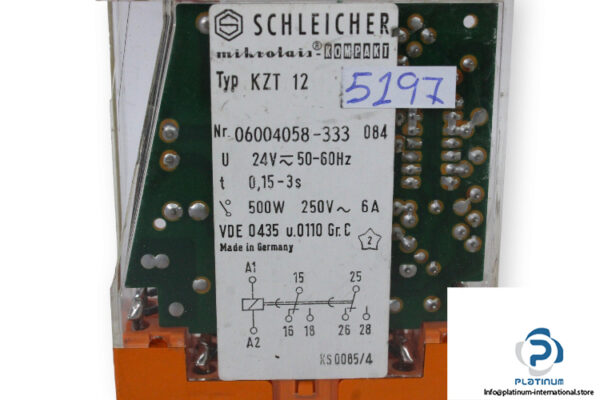 SCHLEICHER
mikrolais®-KOMPAKT
Typ KZT 12
5197
Nr. 06004058-333 084
U 24V ≂ 50-60Hz
t 0,15-3s
500W 250V ~ 6A
VDE 0435 u.0110 Gr.C
2
Made in Germany
A1 15 25
16 18 26 28
A2
KS0085/4
PLATINUM
INTERNATIONAL
Info@platinum-international.store